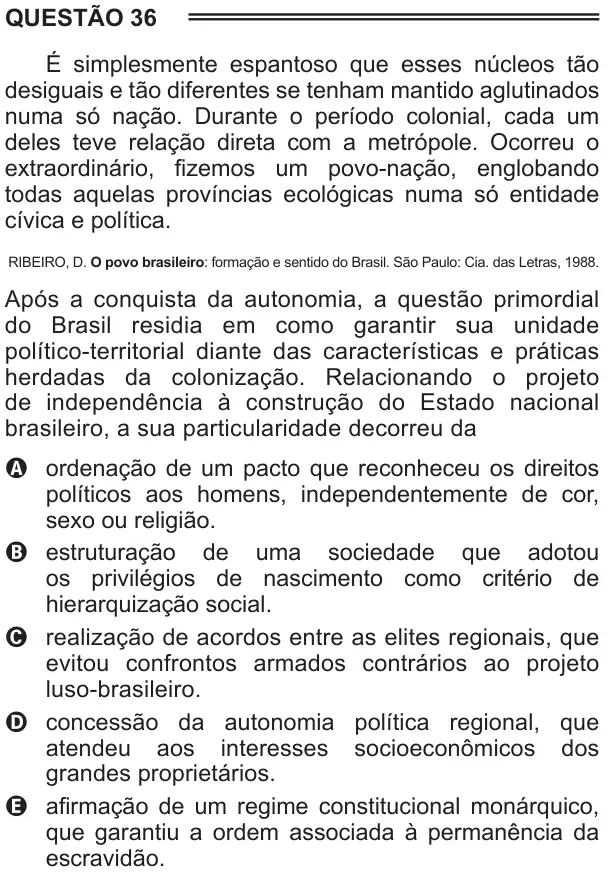 QUESTÃO 36
É simplesmente espantoso que esses núcleos tão
desiguais e tão diferentes se tenham mantido aglutinados
numa só nação. Durante o período colonial, cada um
deles teve relação direta com a metrópole. Ocorreu o
extraordinário, fizemos um povo-nação, englobando
todas aquelas províncias ecológicas numa só entidade
cívica e política.
RIBEIRO, D. O povo brasileiro: formação e sentido do Brasil. São Paulo: Cia. das Letras, 1988.
Após a conquista da autonomia, a questão primordial
do Brasil residia em como garantir sua unidade
político-territorial diante das características e práticas
herdadas da colonização. Relacionando o projeto
de independência à construção do Estado nacional
brasileiro, a sua particularidade decorreu da
A ordenação de um pacto que reconheceu os direitos
políticos aos homens, independentemente de cor,
sexo ou religião.
B estruturação de uma sociedade que adotou
os privilégios de nascimento como critério de
hierarquização social.
C realização de acordos entre as elites regionais, que
evitou confrontos armados contrários ao projeto
luso-brasileiro.
D concessão da autonomia política regional, que
atendeu aos interesses socioeconômicos dos
grandes proprietários.
E afirmação de um regime constitucional monárquico,
que garantiu a ordem associada à permanência da
escravidão.